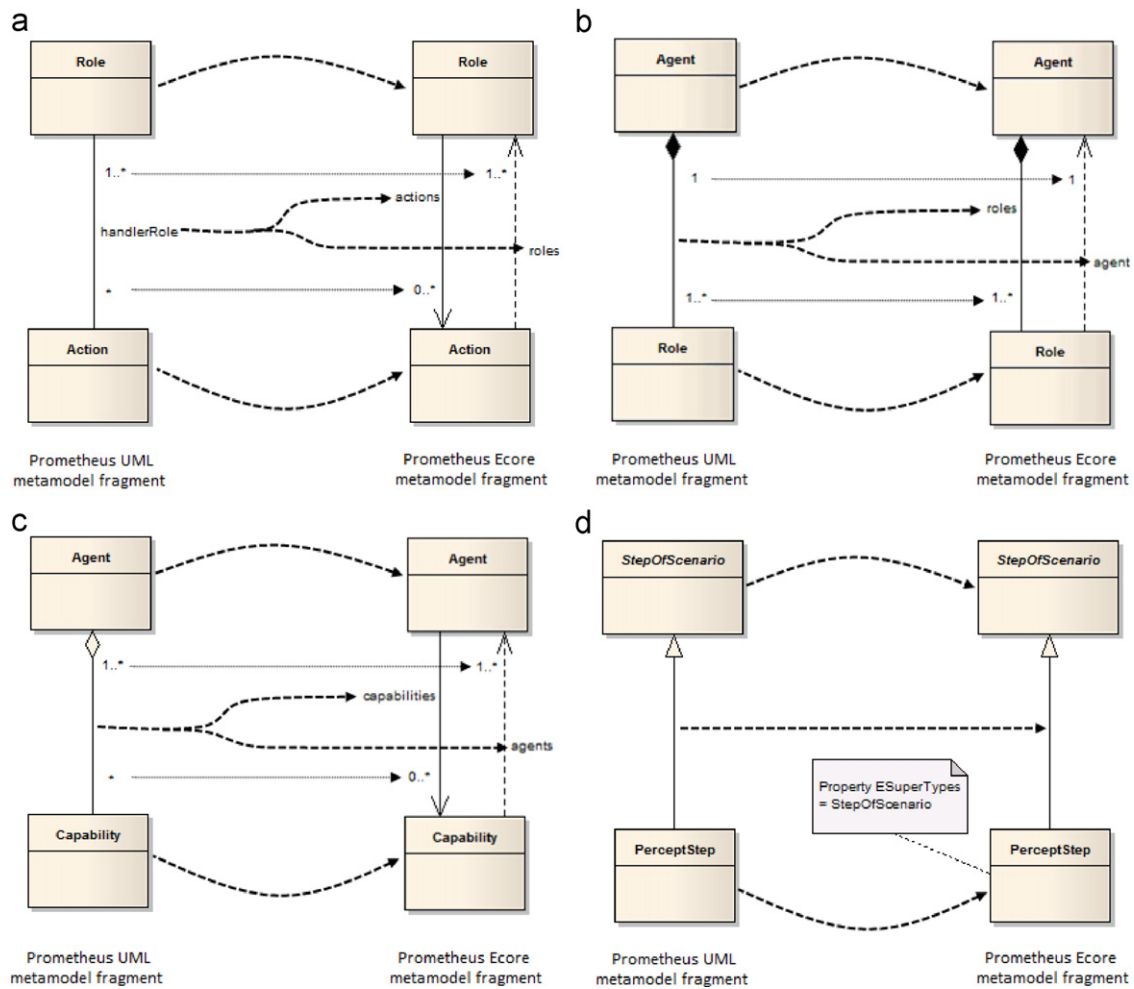 a
Role
Role
1..*
1..*
actions
handlerRole
roles
*
0..*
Action
Action
Prometheus UML
metamodel fragment
Prometheus Ecore
metamodel fragment
b
Agent
Agent
1
1
roles
agent
1..*
1..*
Role
Role
Prometheus UML
metamodel fragment
Prometheus Ecore
metamodel fragment
c
Agent
Agent
1..*
1..*
capabilities
agents
*
0..*
Capability
Capability
Prometheus UML
metamodel fragment
Prometheus Ecore
metamodel fragment
d
StepOfScenario
StepOfScenario
Property ESuperTypes
= StepOfScenario
PerceptStep
PerceptStep
Prometheus UML
metamodel fragment
Prometheus Ecore
metamodel fragment